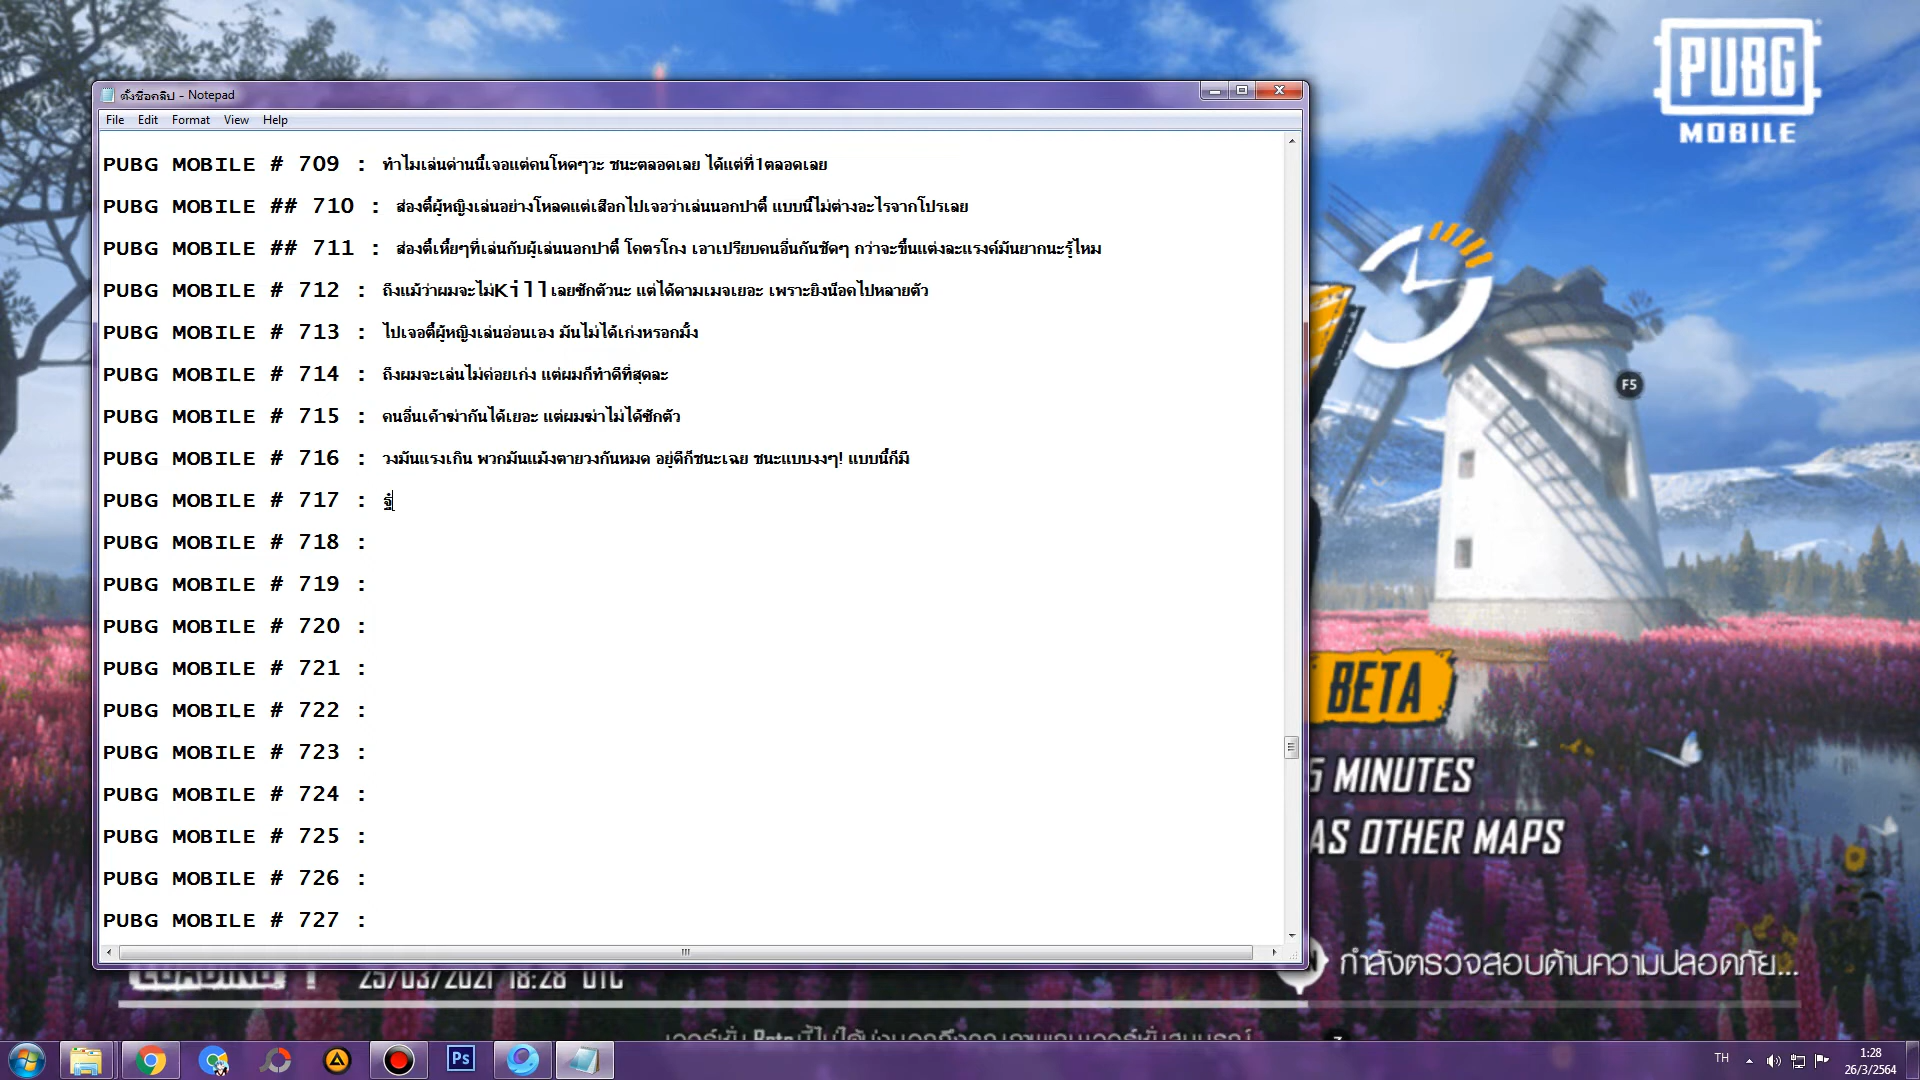 PUBG
MOBILE
ตั้งชื่อคลิป - Notepad
File Edit Format View Help
PUBG MOBILE # 709 : ทำไมเล่นด่านนี้เจอแต่คนโหดๆวะ ชนะตลอดเลย ได้แต่ที่1ตลอดเลย
PUBG MOBILE ## 710 : ส่องตี้ผู้หญิงเล่นอย่างโหลดแต่เสือกไปเจอว่าเล่นนอกปาตี้ แบบนี้ไม่ต่างอะไรจากโปรเลย
PUBG MOBILE ## 711 : ส่องตี้เหี้ยๆที่เล่นกับผู้เล่นนอกปาตี้ โคตรโกง เอาเปรียบคนอื่นกันชัดๆ กว่าจะขึ้นแต่งละแรงค์มันยากนะรู้ไหม
PUBG MOBILE # 712 : ถึงแม้ว่าผมจะไม่Killเลยซักตัวนะ แต่ได้ดามเมจเยอะ เพราะยิงน็อคไปหลายตัว
PUBG MOBILE # 713 : ไปเจอตี้ผู้หญิงเล่นอ่อนเอง มันไม่ได้เก่งหรอกมั้ง
PUBG MOBILE # 714 : ถึงผมจะเล่นไม่ค่อยเก่ง แต่ผมก็ทำดีที่สุดละ
PUBG MOBILE # 715 : คนอื่นเค้าฆ่ากันได้เยอะ แต่ผมฆ่าไม่ได้ซักตัว
PUBG MOBILE # 716 : วงมันแรงเกิน พวกมันแม้งตายวงกันหมด อยู่ดีก็ชนะเฉย ชนะแบบงงๆ! แบบนี้ก็มี
PUBG MOBILE # 717 :
PUBG MOBILE # 718 :
PUBG MOBILE # 719 :
PUBG MOBILE # 720 :
PUBG MOBILE # 721 :
PUBG MOBILE # 722 :
PUBG MOBILE # 723 :
PUBG MOBILE # 724 :
PUBG MOBILE # 725 :
PUBG MOBILE # 726 :
PUBG MOBILE # 727 :
F5
BETA
MINUTES
AS OTHER MAPS
กำลังตรวจสอบด้านความปลอดภัย...
25/03/2021 18:28 UTC
Ps
TH
1:28
26/3/2564